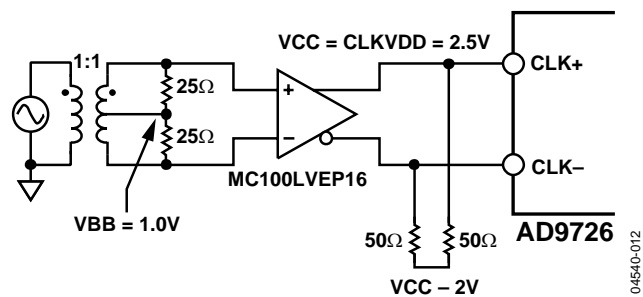 VCC = CLKVDD = 2.5V
1:1
CLK+
25Ω
+
25Ω
–
CLK–
MC100LVEP16
VBB = 1.0V
50Ω
50Ω
AD9726
VCC – 2V
04540-012